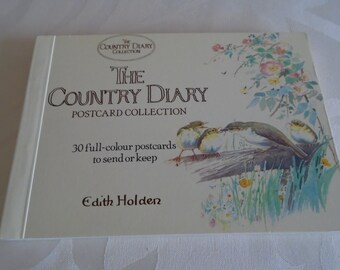 THE
COUNTRY DIARY
COLLECTION
THE
COUNTRY DIARY
POSTCARD COLLECTION
30 full-colour postcards
to send or keep
Edith Holden